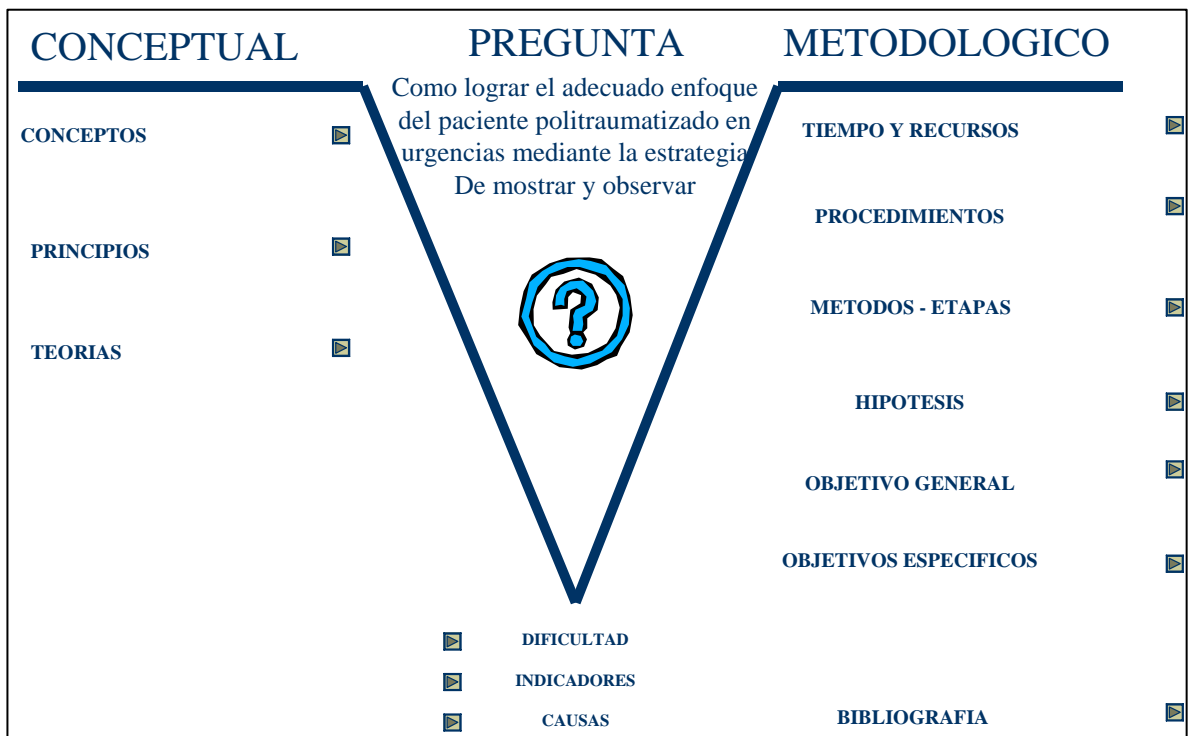 CONCEPTUAL
CONCEPTOS
PRINCIPIOS
TEORIAS
PREGUNTA
Como lograr el adecuado enfoque
del paciente politraumatizado en
urgencias mediante la estrategia
De mostrar y observar
?
DIFICULTAD
INDICADORES
CAUSAS
METODOLOGICO
TIEMPO Y RECURSOS
PROCEDIMIENTOS
METODOS - ETAPAS
HIPOTESIS
OBJETIVO GENERAL
OBJETIVOS ESPECIFICOS
BIBLIOGRAFIA